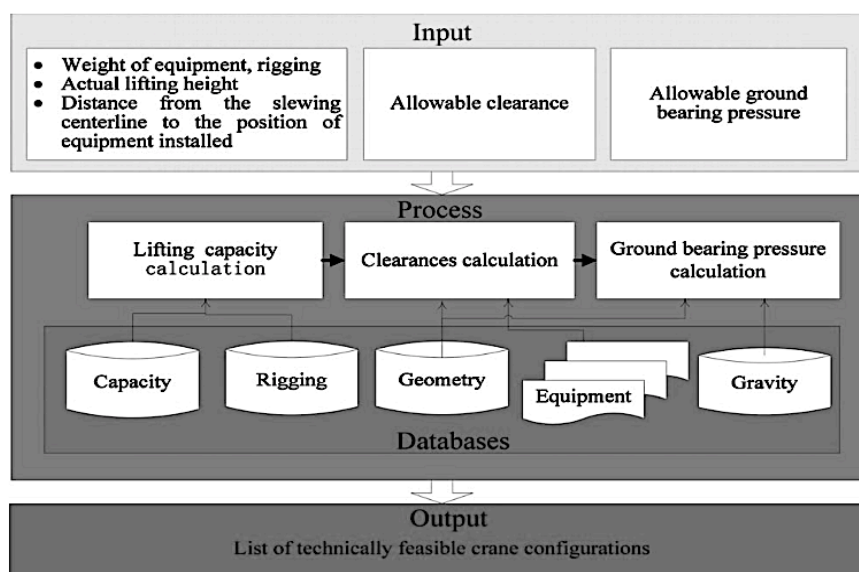 Input
• Weight of equipment, rigging
• Actual lifting height
• Distance from the slewing
centerline to the position of
equipment installed
Allowable clearance
Allowable ground
bearing pressure
Process
Lifting capacity
calculation
Clearances calculation
Ground bearing pressure
calculation
Capacity
Rigging
Geometry
Equipment
Gravity
Databases
Output
List of technically feasible crane configurations